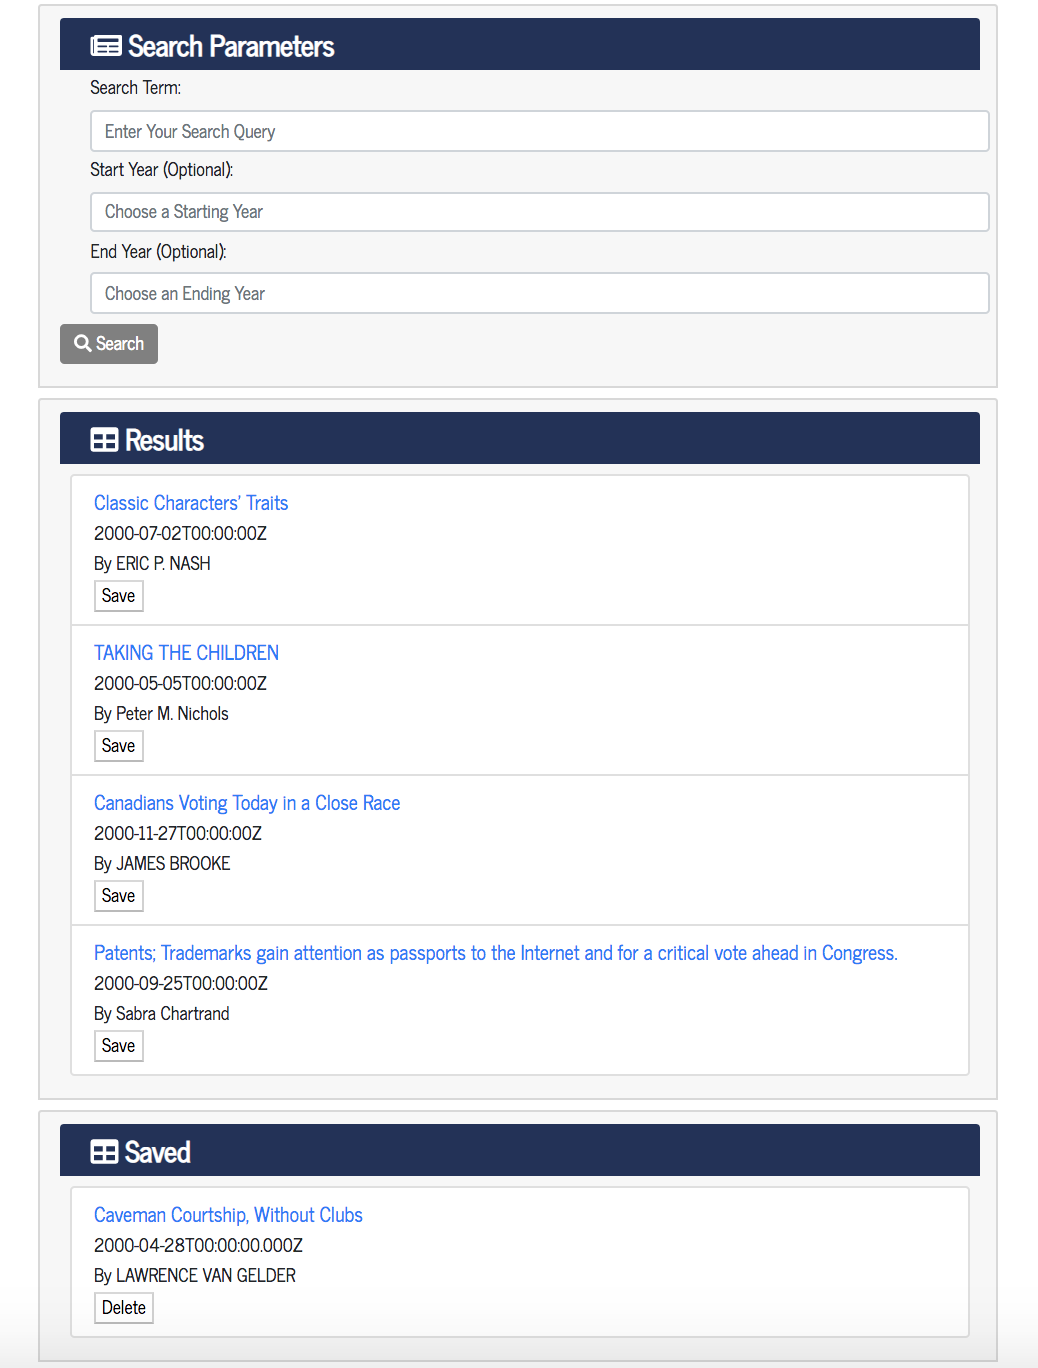 Search Parameters
Search Term:
Enter Your Search Query
Start Year (Optional):
Choose a Starting Year
End Year (Optional):
Choose an Ending Year
Search
Results
Classic Characters' Traits
2000-07-02T00:00:00Z
By ERIC P. NASH
Save
TAKING THE CHILDREN
2000-05-05T00:00:00Z
By Peter M. Nichols
Save
Canadians Voting Today in a Close Race
2000-11-27T00:00:00Z
By JAMES BROOKE
Save
Patents; Trademarks gain attention as passports to the Internet and for a critical vote ahead in Congress.
2000-09-25T00:00:00Z
By Sabra Chartrand
Save
Saved
Caveman Courtship, Without Clubs
2000-04-28T00:00:00.000Z
By LAWRENCE VAN GELDER
Delete